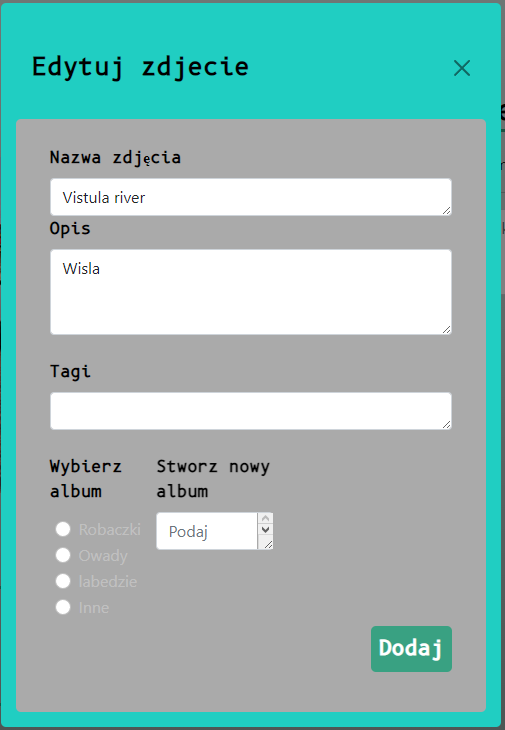 Edytuj zdjecie
Nazwa zdjęcia
Vistula river
Opis
Wisla
Tagi
Wybierz album
Stworz nowy album
Robaczki
Podaj
Owady
labedzie
Inne
Dodaj